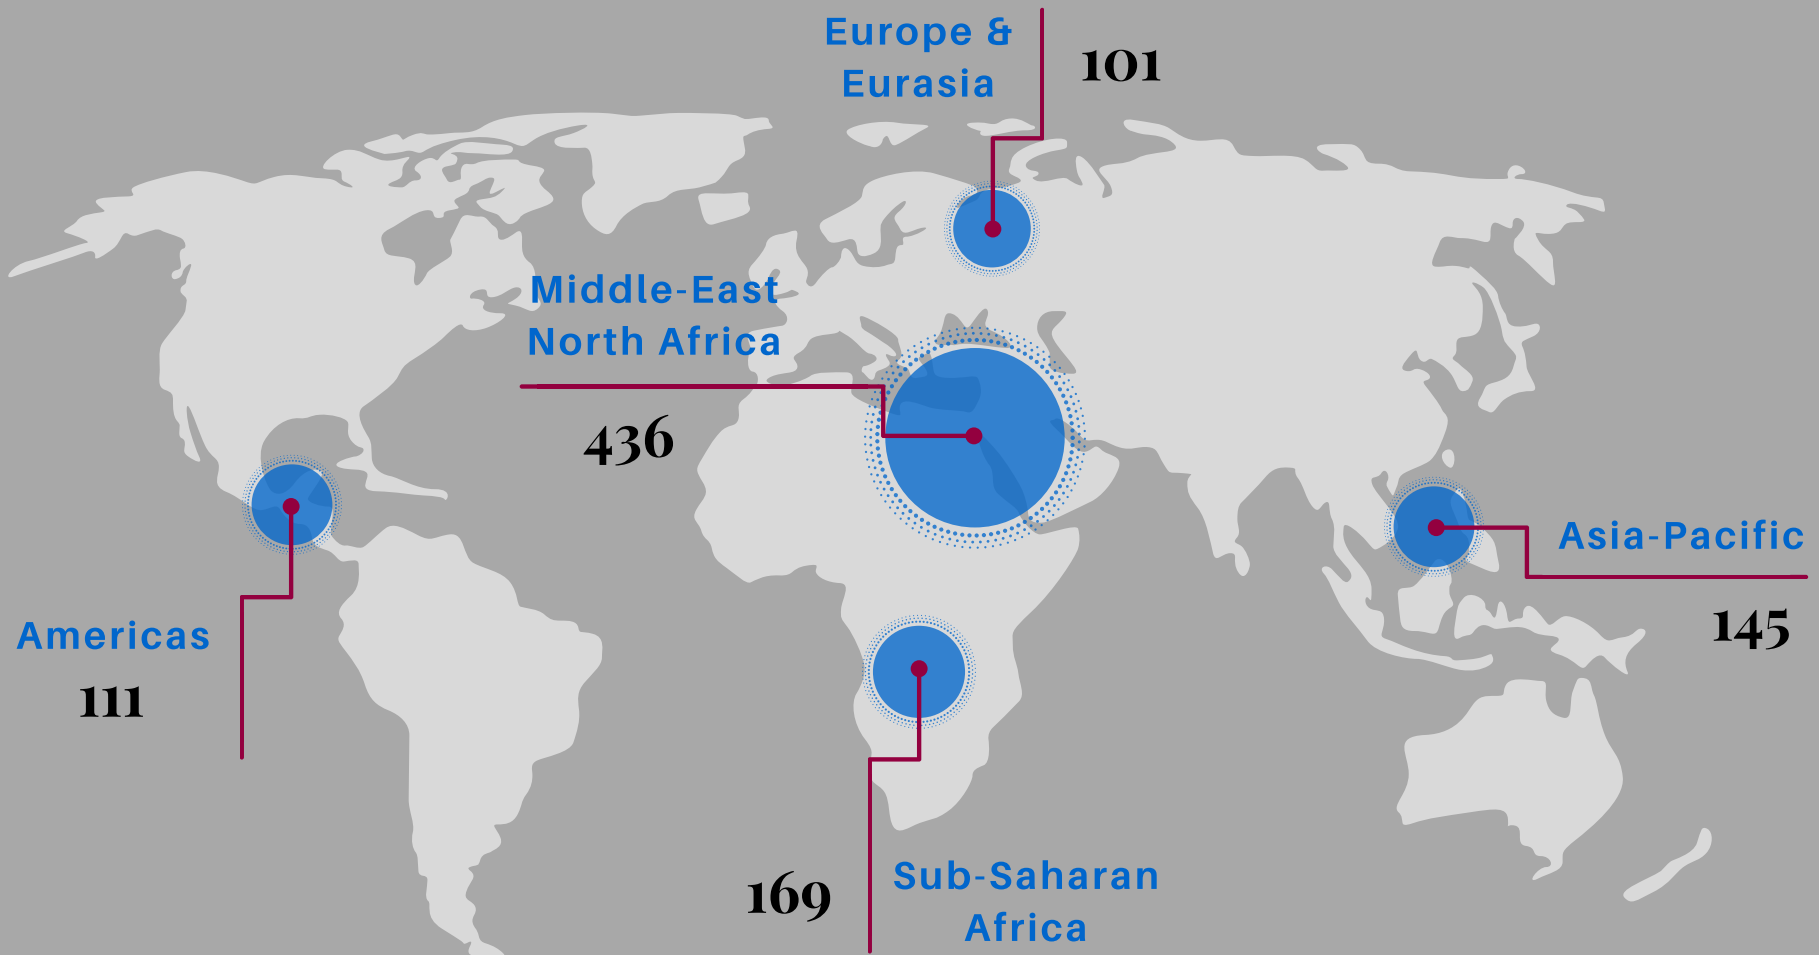 Europe &
Eurasia
101
Middle-East
North Africa
436
Asia-Pacific
145
Americas
111
169
Sub-Saharan
Africa